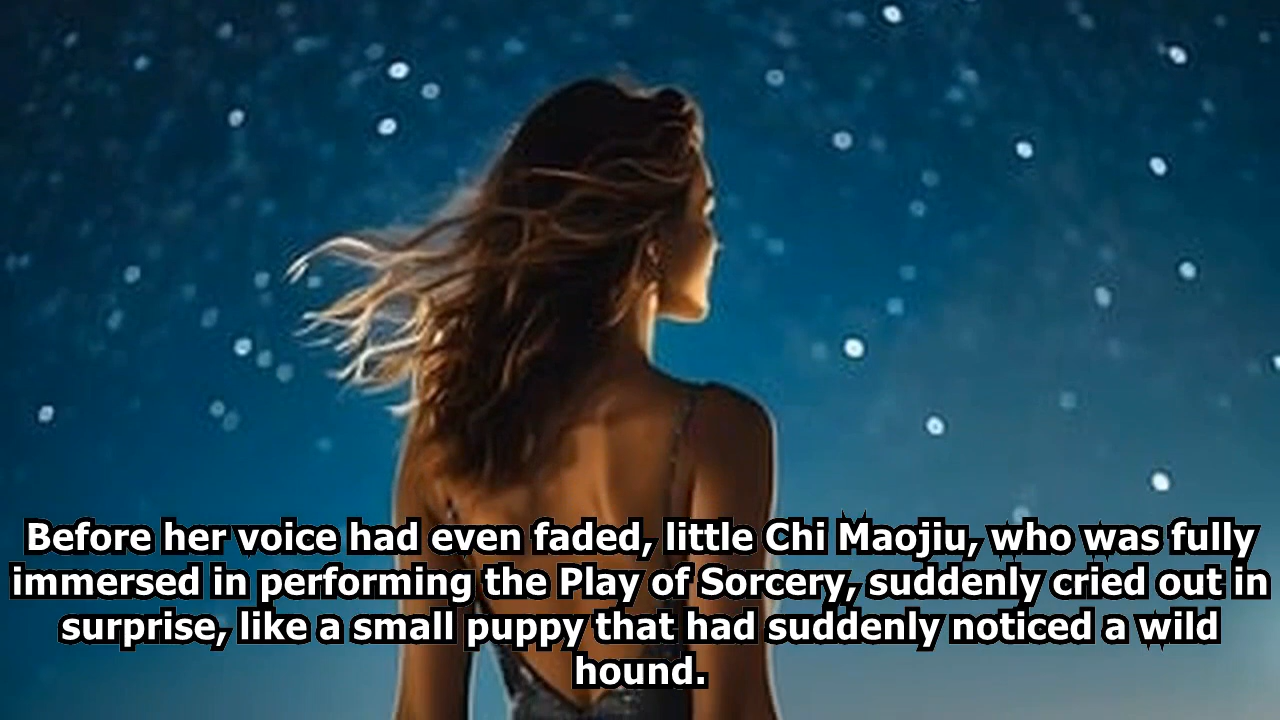 Before her voice had even faded, little Chi Maojiu, who was fully
immersed in performing the Play of Sorcery, suddenly cried out in
surprise, like a small puppy that had suddenly noticed a wild
hound.